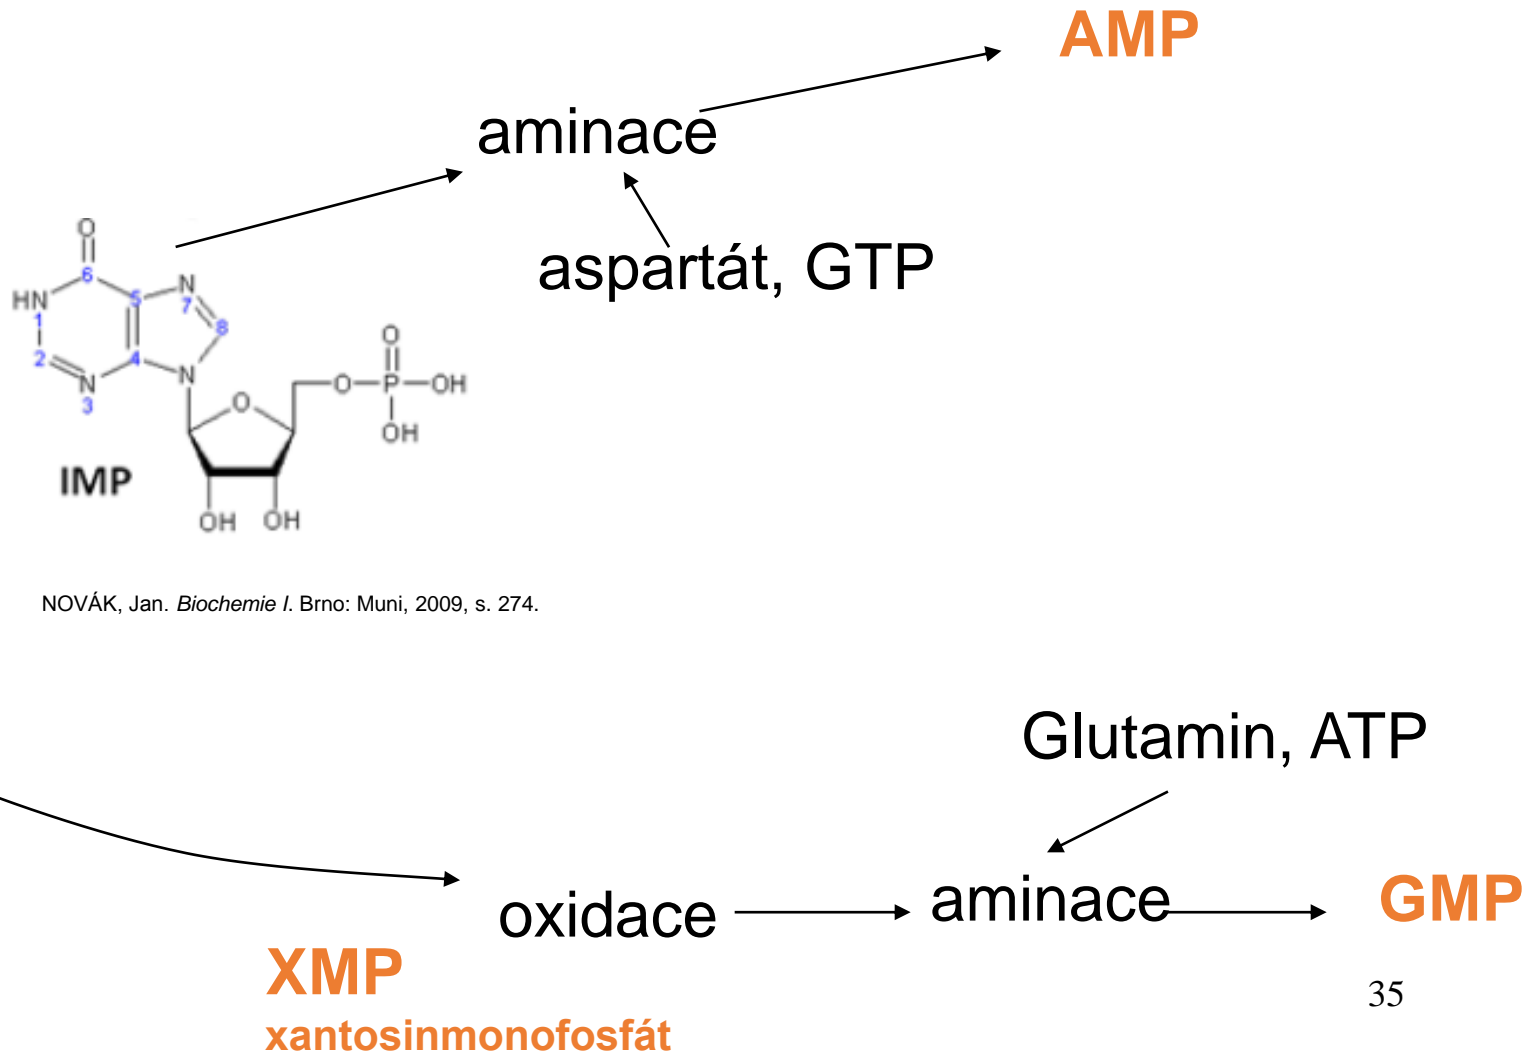 AMP
aminace
aspartát, GTP
O
6
HN
1
5
N
7
8
2
4
N
3
N
O
O
O
P
OH
OH
IMP
OH
OH
NOVÁK, Jan. Biochemie I. Brno: Muni, 2009, s. 274.
Glutamin, ATP
oxidace
aminace
GMP
XMP
xantosinmonofosfát
35